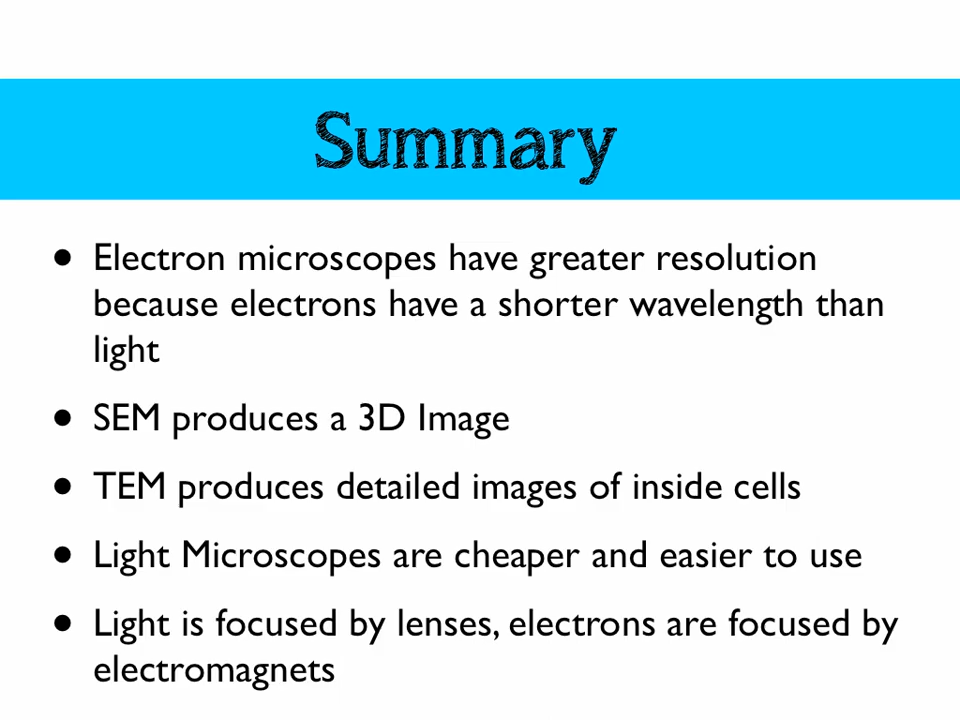 Summary
• Electron microscopes have greater resolution
because electrons have a shorter wavelength than
light
• SEM produces a 3D Image
• TEM produces detailed images of inside cells
• Light Microscopes are cheaper and easier to use
• Light is focused by lenses, electrons are focused by
electromagnets